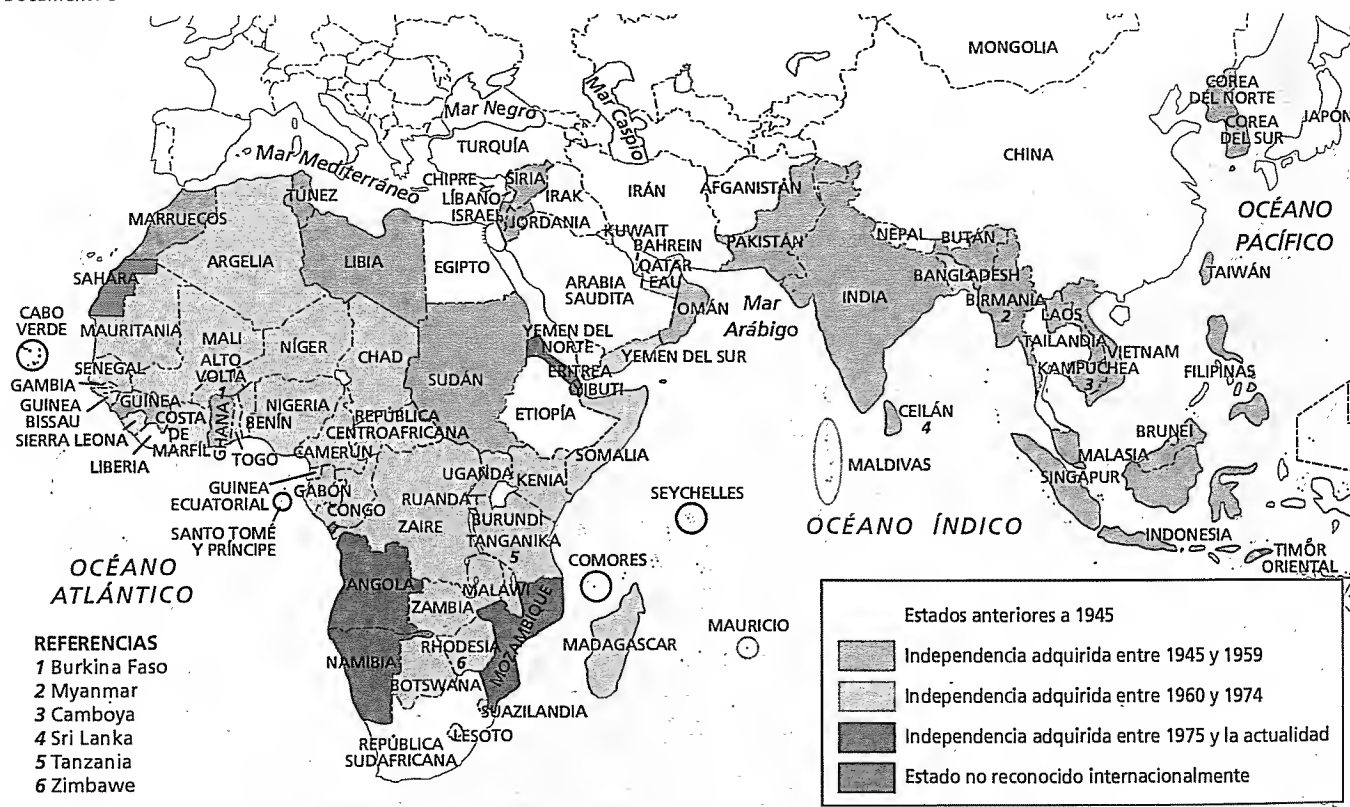 MONGOLIA
COREA
DEL NORTE
COREA
DEL SUR
JAPÓN
Mar Negro
Mar Caspio
TURQUÍA
CHINA
Mar Mediterráneo
CHIPRE
SIRIA
LÍBANO
ISRAEL
IRAK
IRÁN
AFGANISTÁN
TÚNEZ
JORDANIA
MARRUECOS
KUWAIT
BAHREIN
PAKISTÁN
NEPAL
BUTÁN
OCÉANO
PACÍFICO
ARGELIA
LIBIA
EGIPTO
QATAR
EAU
ARABIA
SAUDITA
BANGLADESH
TAIWÁN
SAHARA
INDIA
BIRMANIA
2
LAOS
OMÁN
Mar
Arábigo
CABO
VERDE
MAURITANIA
MALI
NÍGER
YEMEN DEL
NORTE
TAILANDIA
VIETNAM
ALTO
VOLTA
1
CHAD
SUDÁN
YEMEN DEL SUR
KAMPUCHEA
3
FILIPINAS
SENEGAL
ERITREA
YIBUTI
GAMBIA
GUINEA
BISSAU
GUINEA
NIGERIA
BENÍN
ETIOPÍA
CEILÁN
4
COSTA
DE
MARFIL
REPÚBLICA
CENTROAFRICANA
SIERRA LEONA
GHANA
BRUNEI
LIBERIA
TOGO
CAMERÚN
SOMALIA
MALDIVAS
MALASIA
SINGAPUR
UGANDA
KENIA
GUINEA
ECUATORIAL
GABÓN
CONGO
RUANDA
SEYCHELLES
BURUNDI
ZAIRE
SANTO TOMÉ
Y PRÍNCIPE
TANGANIKA
5
OCÉANO ÍNDICO
INDONESIA
TIMOR
ORIENTAL
OCÉANO
ATLÁNTICO
COMORES
ANGOLA
MALAWI
ZAMBIA
MOZAMBIQUE
MAURICIO
RHODESIA
6
MADAGASCAR
NAMIBIA
BOTSWANA
SUAZILANDIA
LESOTO
REPÚBLICA
SUDAFRICANA
REFERENCIAS
1 Burkina Faso
2 Myanmar
3 Camboya
4 Sri Lanka
5 Tanzania
6 Zimbawe
Estados anteriores a 1945
Independencia adquirida entre 1945 y 1959
Independencia adquirida entre 1960 y 1974
Independencia adquirida entre 1975 y la actualidad
Estado no reconocido internacionalmente